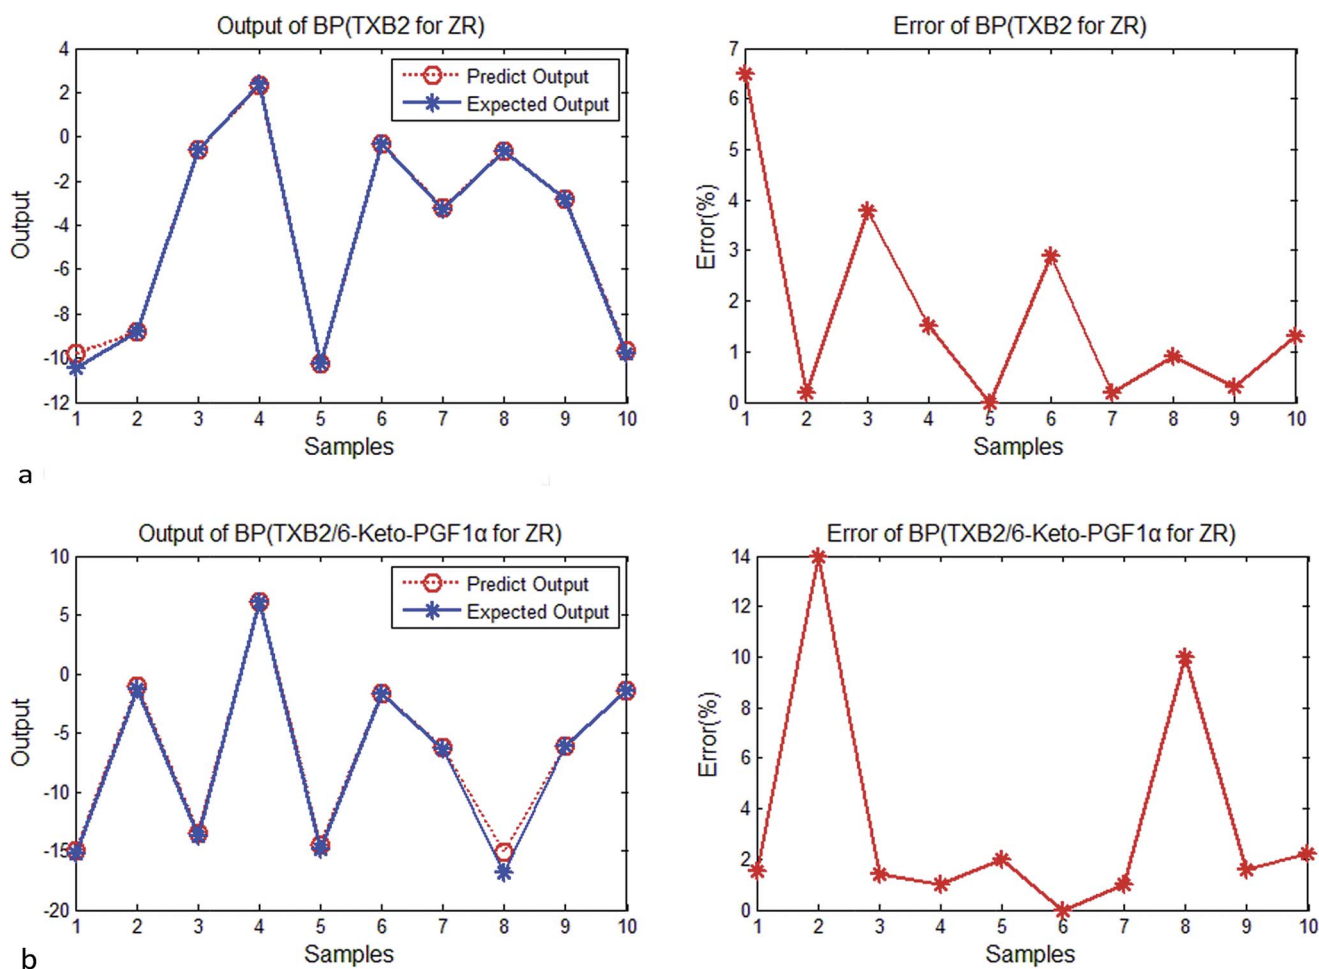 Output of BP(TXB2 for ZR)
4
2
0
-2
-4
-6
-8
-10
-12
Output
Predict Output
Expected Output
1 2 3 4 5 6 7 8 9 10
Samples
Error of BP(TXB2 for ZR)
7
6
5
4
3
2
1
0
Error(%)
1 2 3 4 5 6 7 8 9 10
Samples
a
Output of BP(TXB2/6-Keto-PGF1α for ZR)
10
5
0
-5
-10
-15
-20
Output
Predict Output
Expected Output
1 2 3 4 5 6 7 8 9 10
Samples
Error of BP(TXB2/6-Keto-PGF1α for ZR)
14
12
10
8
6
4
2
0
Error(%)
1 2 3 4 5 6 7 8 9 10
Samples
b